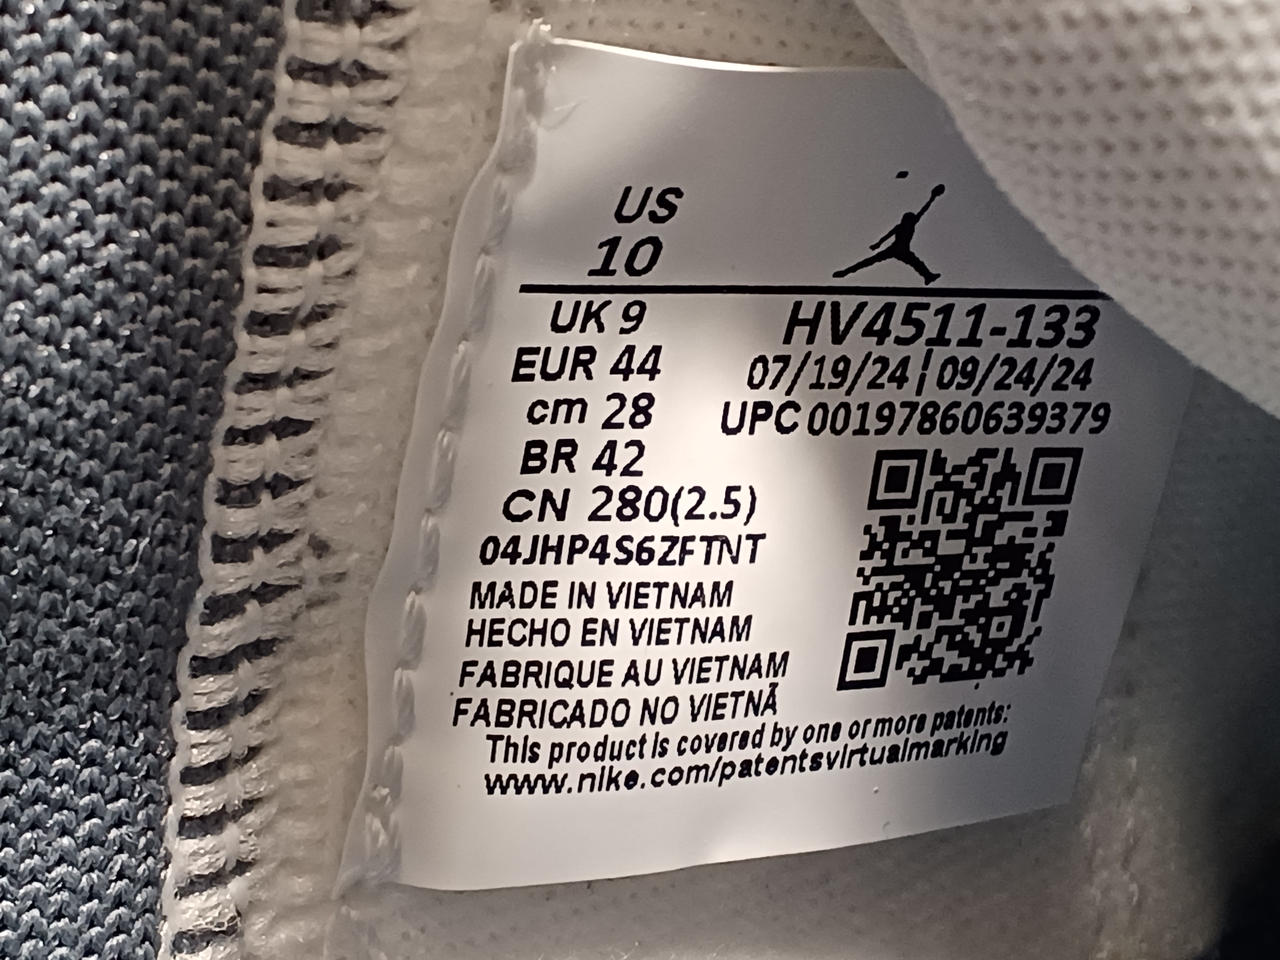 US
10
UK 9
EUR 44
cm 28
BR 42
CN 280(2.5)
04JHP4S6ZFTNT
MADE IN VIETNAM
HECHO EN VIETNAM
FABRIQUE AU VIETNAM
FABRICADO NO VIETNÃ
This product is covered by one or more patents:
www.nike.com/patentsvirtualmarking
HV4511-133
07/19/24¦09/24/24
UPC00197860639379